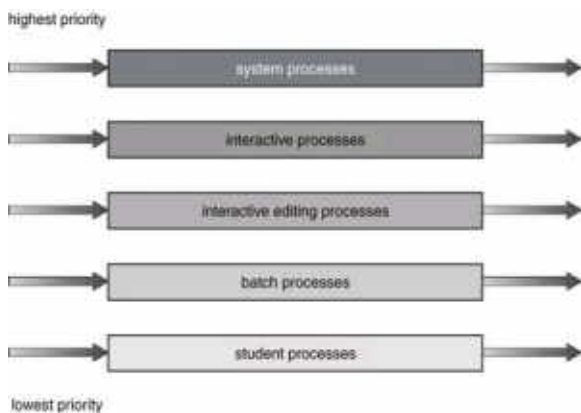 highest priority
system processes
interactive processes
interactive editing processes
batch processes
student processes
lowest priority